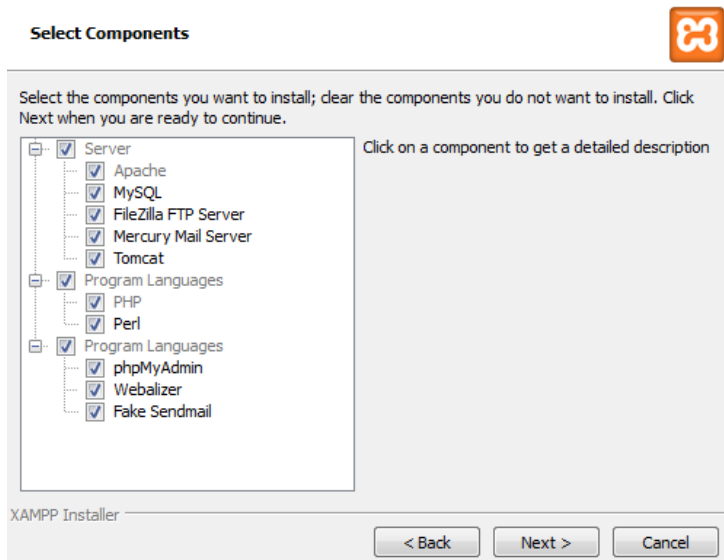 Select Components
Select the components you want to install; clear the components you do not want to install. Click
Next when you are ready to continue.
Click on a component to get a detailed description
Server
Apache
MySQL
FileZilla FTP Server
Mercury Mail Server
Tomcat
Program Languages
PHP
Perl
Program Languages
phpMyAdmin
Webalizer
Fake Sendmail
XAMPP Installer
< Back
Next >
Cancel